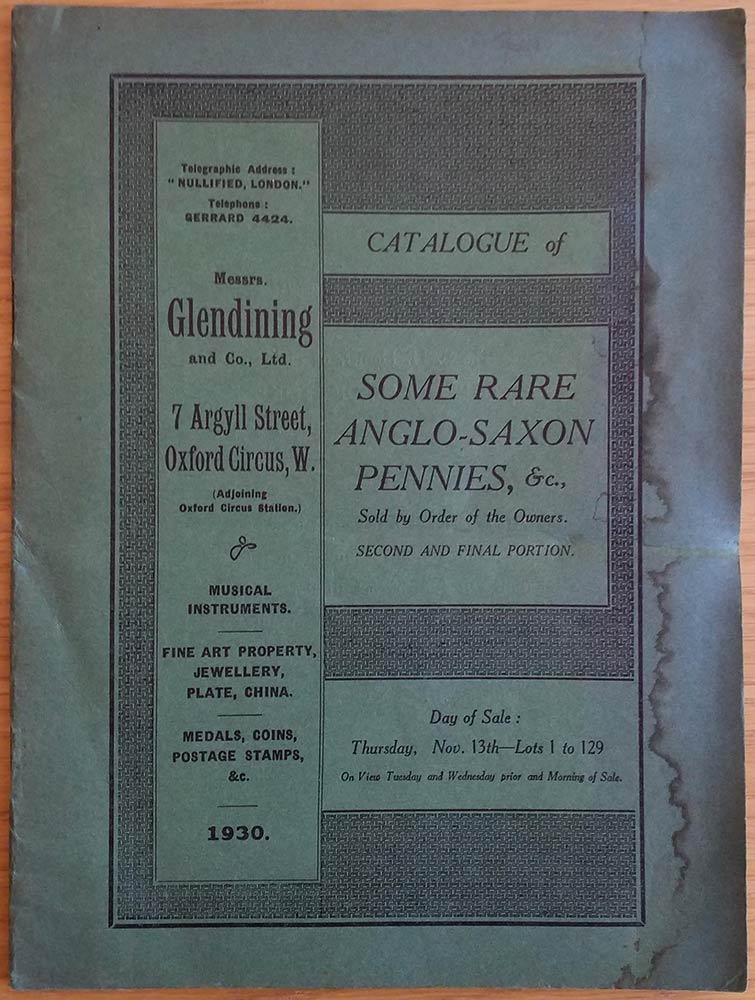 Telegraphic Address :
"NULLIFIED, LONDON."
Telephone :
GERRARD 4424.
Messrs.
Glendining
and Co., Ltd.
7 Argyll Street,
Oxford Circus, W.
(Adjoining
Oxford Circus Station.)
MUSICAL
INSTRUMENTS.
FINE ART PROPERTY,
JEWELLERY,
PLATE, CHINA.
MEDALS, COINS,
POSTAGE STAMPS,
&c.
1930.
CATALOGUE of
SOME RARE
ANGLO-SAXON
PENNIES, &c.,
Sold by Order of the Owners.
SECOND AND FINAL PORTION.
Day of Sale :
Thursday, Nov. 13th—Lots 1 to 129
On View Tuesday and Wednesday prior and Morning of Sale.